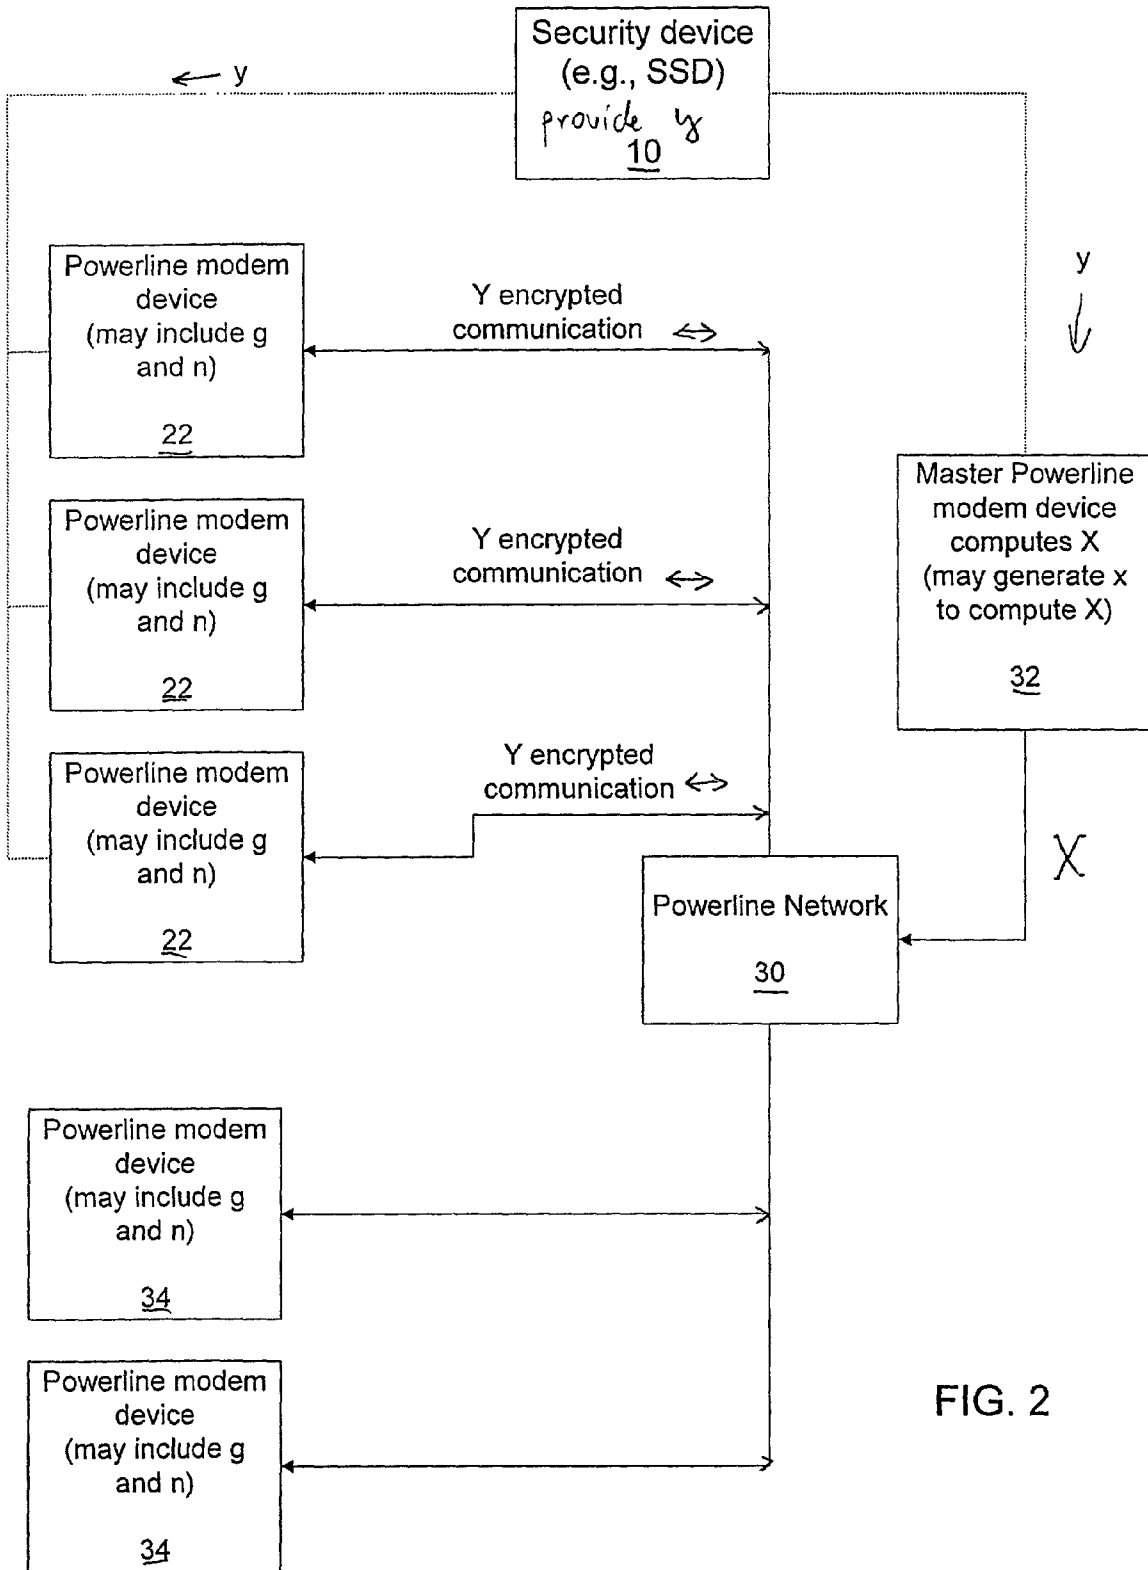 Security device
(e.g., SSD)
provide y
10
← y
y
↓
Powerline modem
device
(may include g
and n)
22
Y encrypted
communication ↔
Powerline modem
device
(may include g
and n)
22
Y encrypted
communication ↔
Master Powerline
modem device
computes X
(may generate x
to compute X)
32
Powerline modem
device
(may include g
and n)
22
Y encrypted
communication ↔
X
Powerline Network
30
Powerline modem
device
(may include g
and n)
34
Powerline modem
device
(may include g
and n)
34
FIG. 2